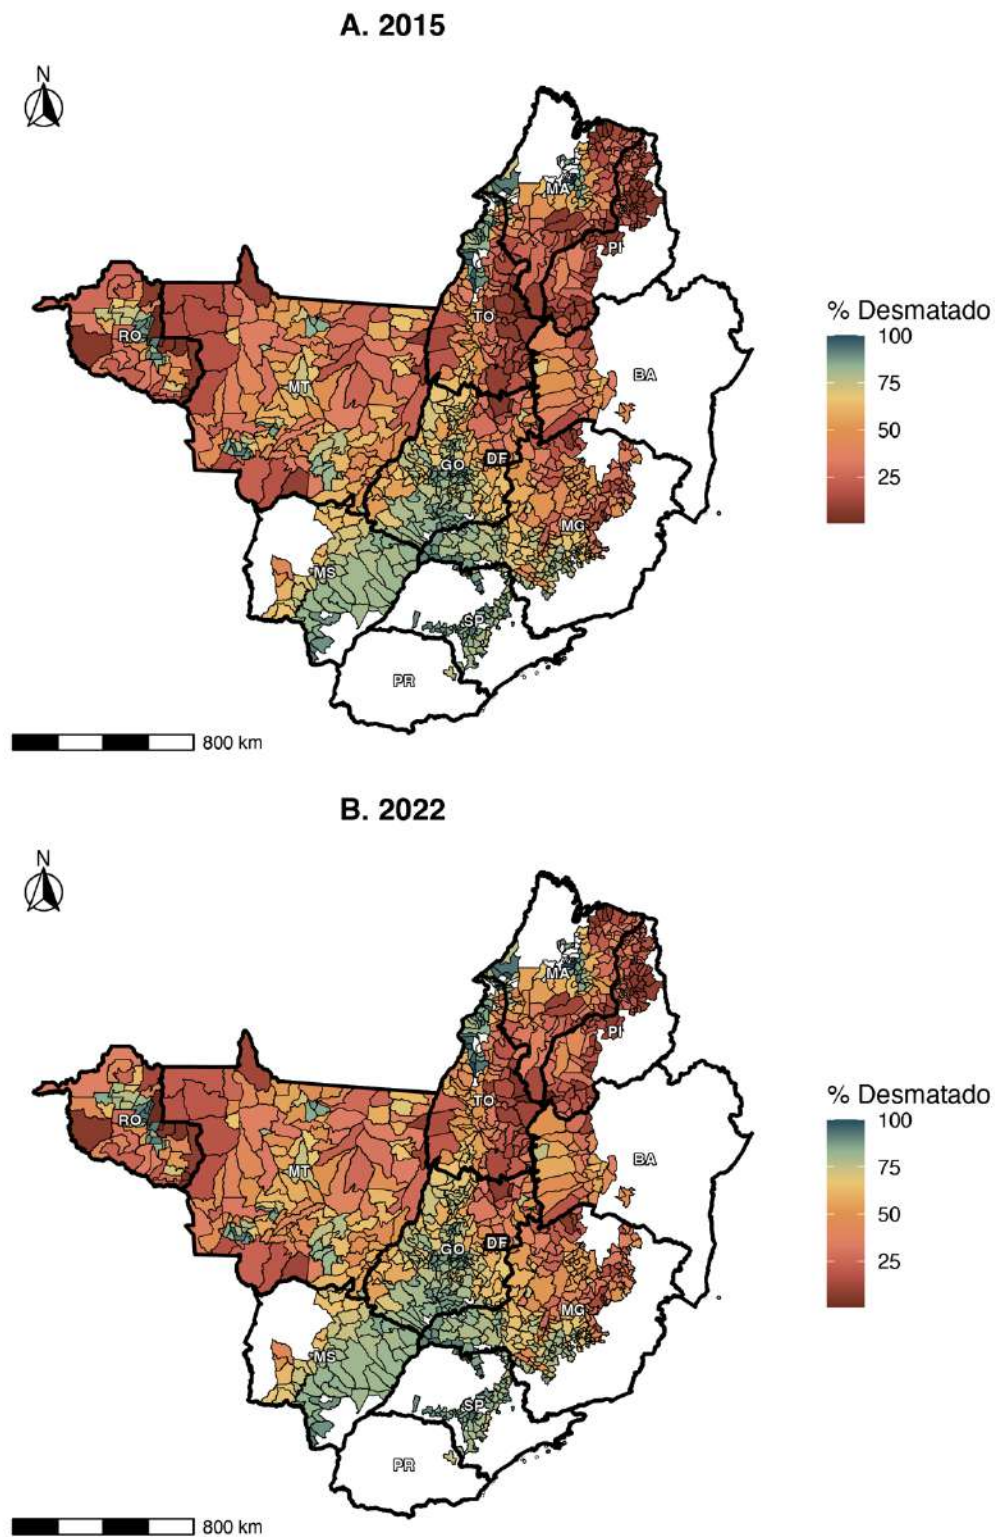 A. 2015
N
MA
PI
% Desmatado
100
75
50
25
RO
TO
MT
BA
GO
DF
MG
MS
SP
PR
800 km
B. 2022
N
MA
PI
% Desmatado
100
75
50
25
RO
TO
MT
BA
GO
DF
MG
MS
SP
PR
800 km